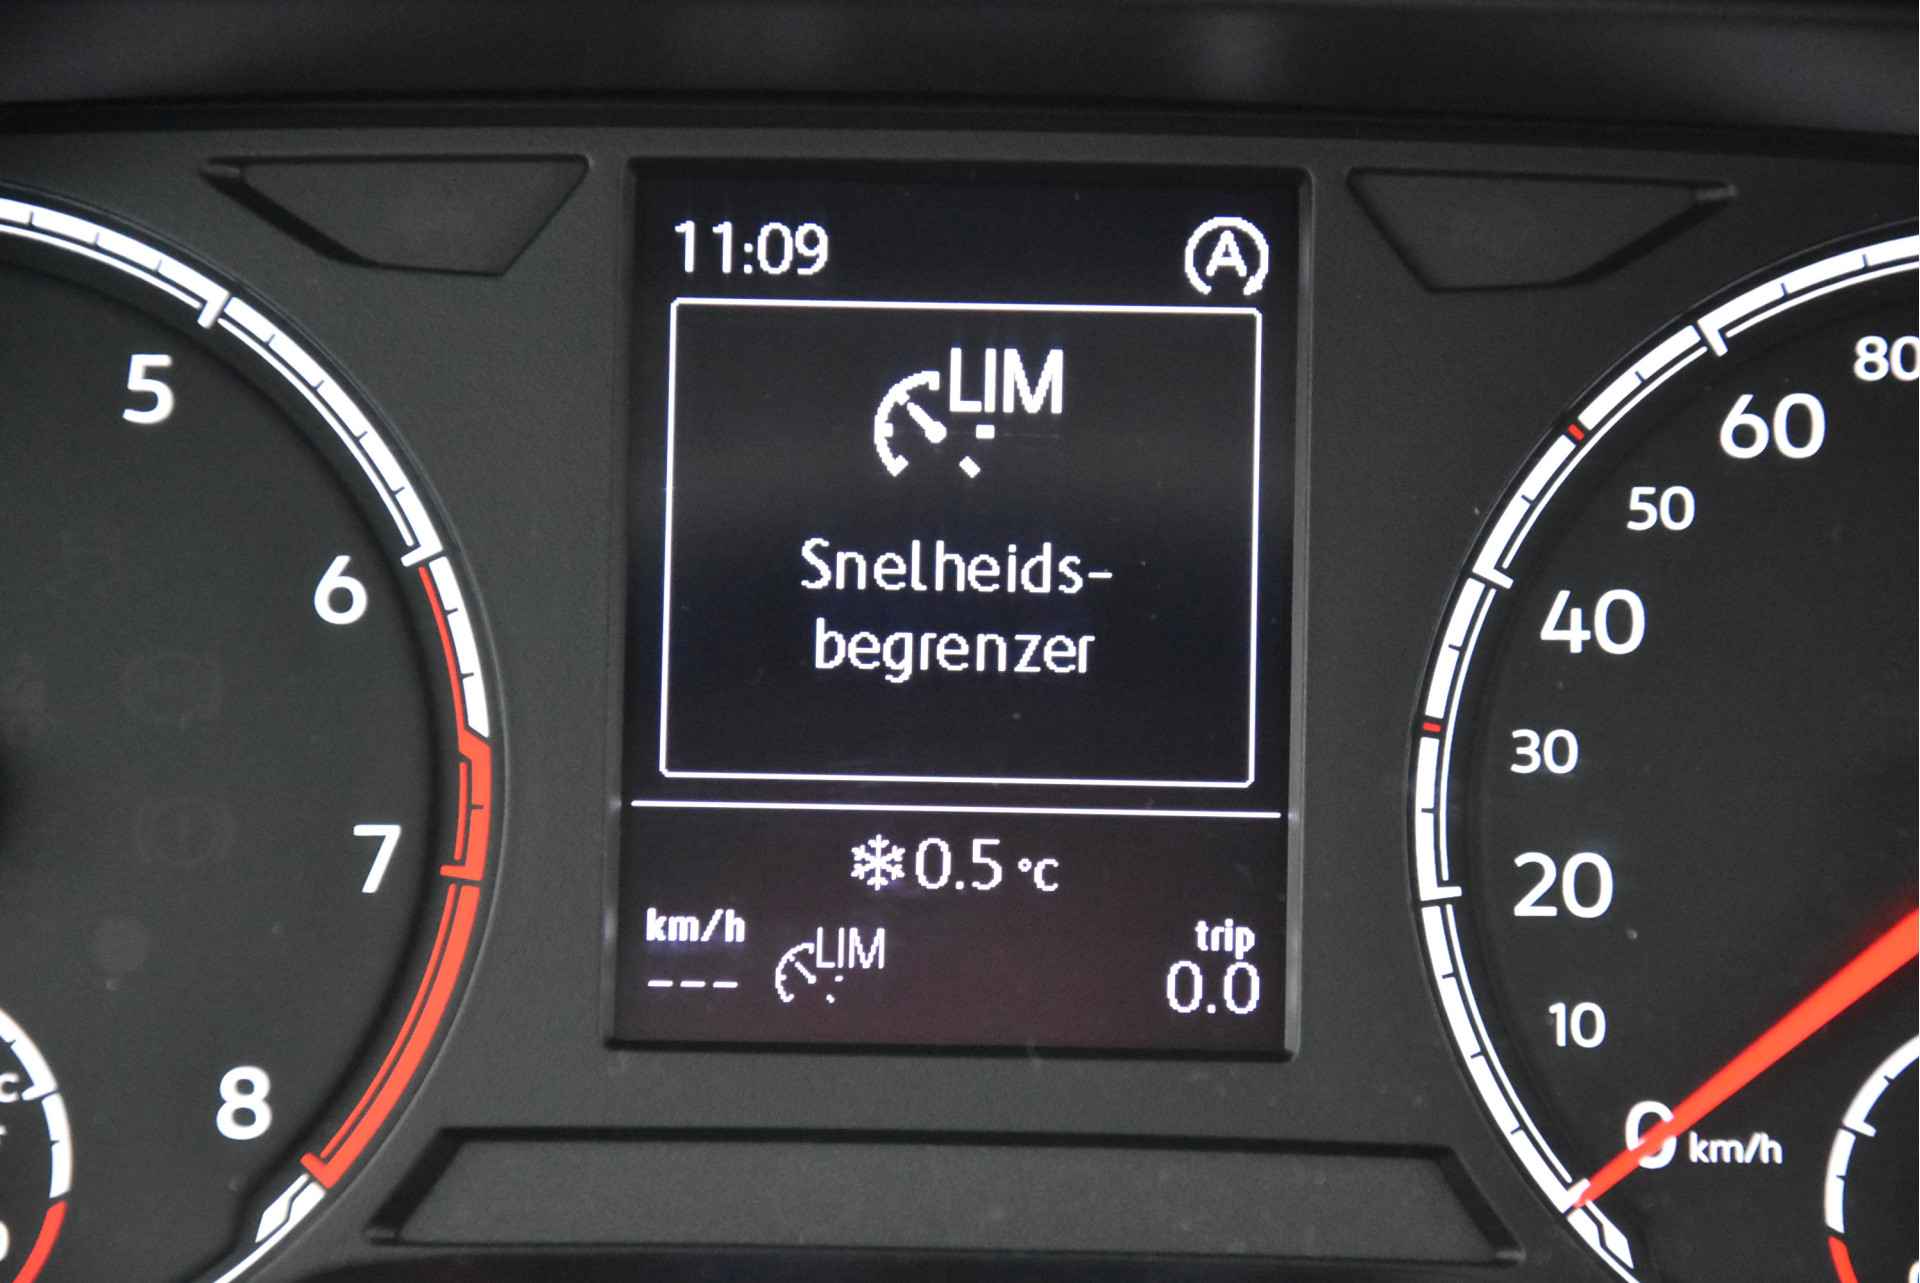 11:09 A
LIM
Snelheids-
begrenzer
0.5 °C
km/h LIM trip
--- 0.0
5
6
7
8
80
60
50
40
30
20
10
0 km/h